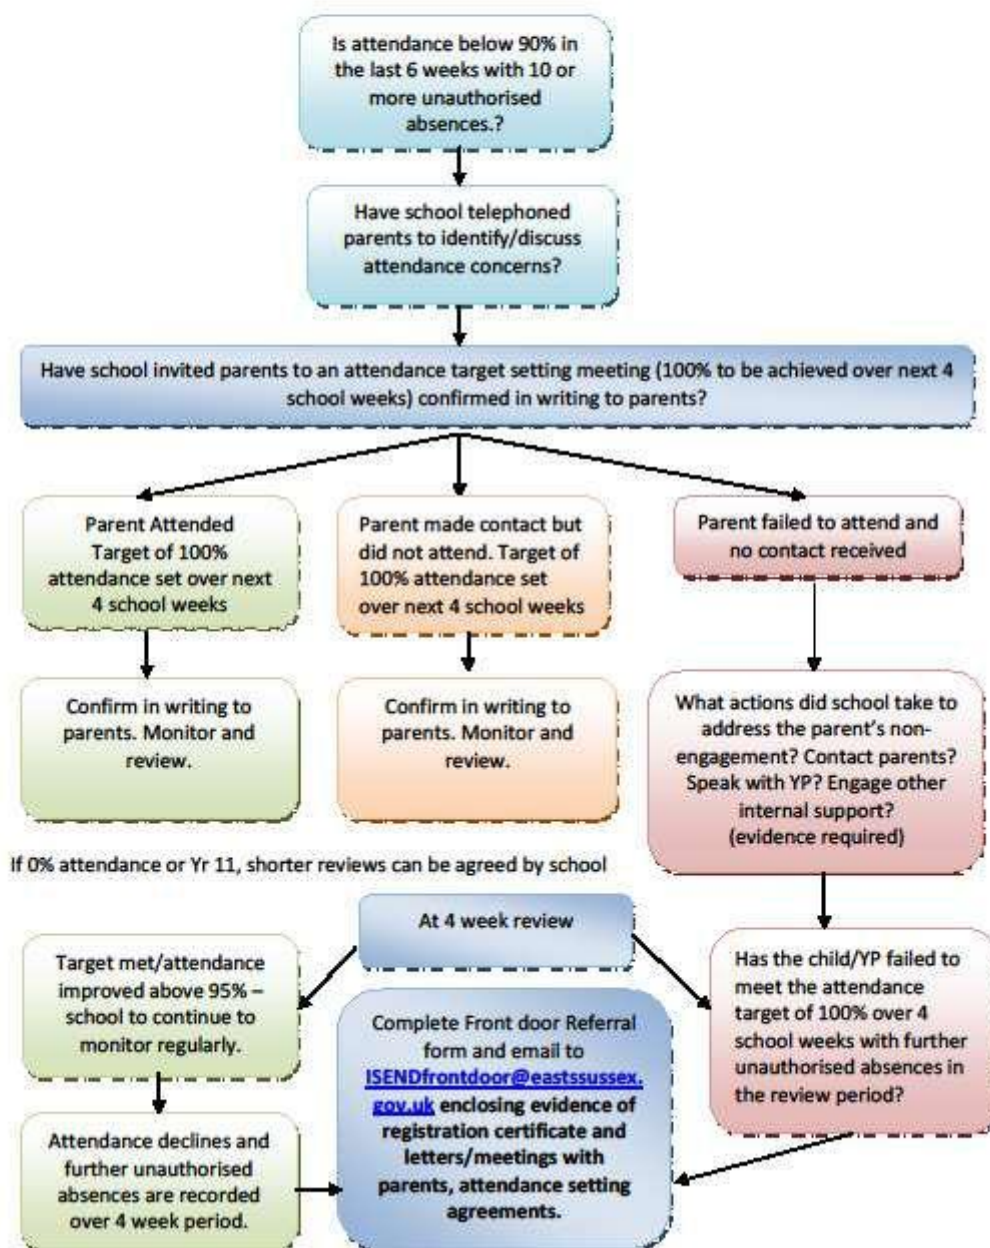 Is attendance below 90% in
the last 6 weeks with 10 or
more unauthorised
absences.?
Have school telephoned
parents to identify/discuss
attendance concerns?
Have school invited parents to an attendance target setting meeting (100% to be achieved over next 4
school weeks) confirmed in writing to parents?
Parent Attended
Target of 100%
attendance set over next
4 school weeks
Parent made contact but
did not attend. Target of
100% attendance set
over next 4 school weeks
Parent failed to attend and
no contact received
Confirm in writing to
parents. Monitor and
review.
Confirm in writing to
parents. Monitor and
review.
What actions did school take to
address the parent's non-
engagement? Contact parents?
Speak with YP? Engage other
internal support?
(evidence required)
If 0% attendance or Yr 11, shorter reviews can be agreed by school
At 4 week review
Target met/attendance
improved above 95% –
school to continue to
monitor regularly.
Complete Front door Referral
form and email to
ISENDfrontdoor@eastssussex.
gov.uk enclosing evidence of
registration certificate and
letters/meetings with
parents, attendance setting
agreements.
Has the child/YP failed to
meet the attendance
target of 100% over 4
school weeks with further
unauthorised absences in
the review period?
Attendance declines and
further unauthorised
absences are recorded
over 4 week period.